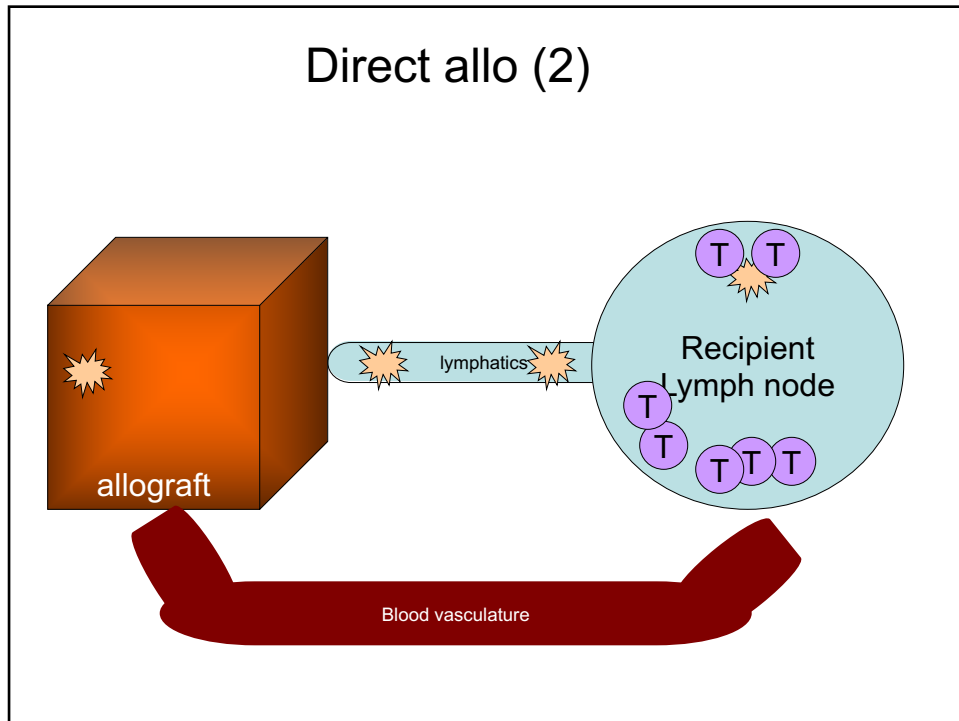 Direct allo (2)
T T
lymphatics
Recipient
Lymph node
T
T
T T T
allograft
Blood vasculature